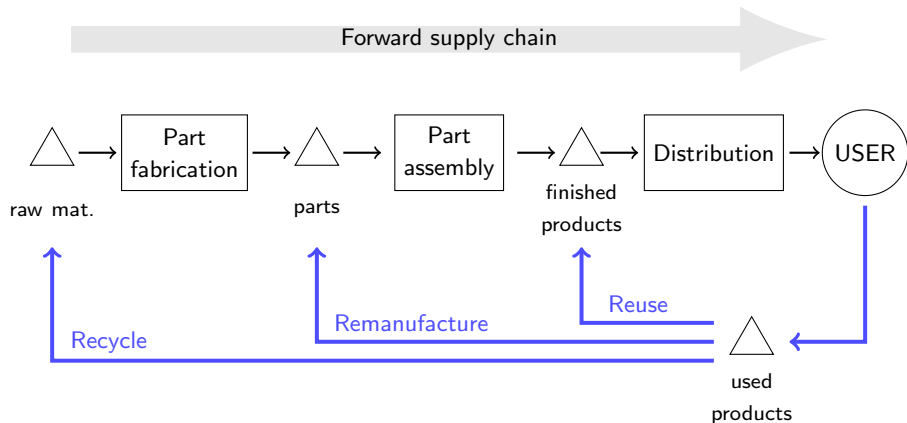 Forward supply chain
Part
fabrication
Part
assembly
Distribution
USER
raw mat.
parts
finished
products
Reuse
Remanufacture
Recycle
used
products